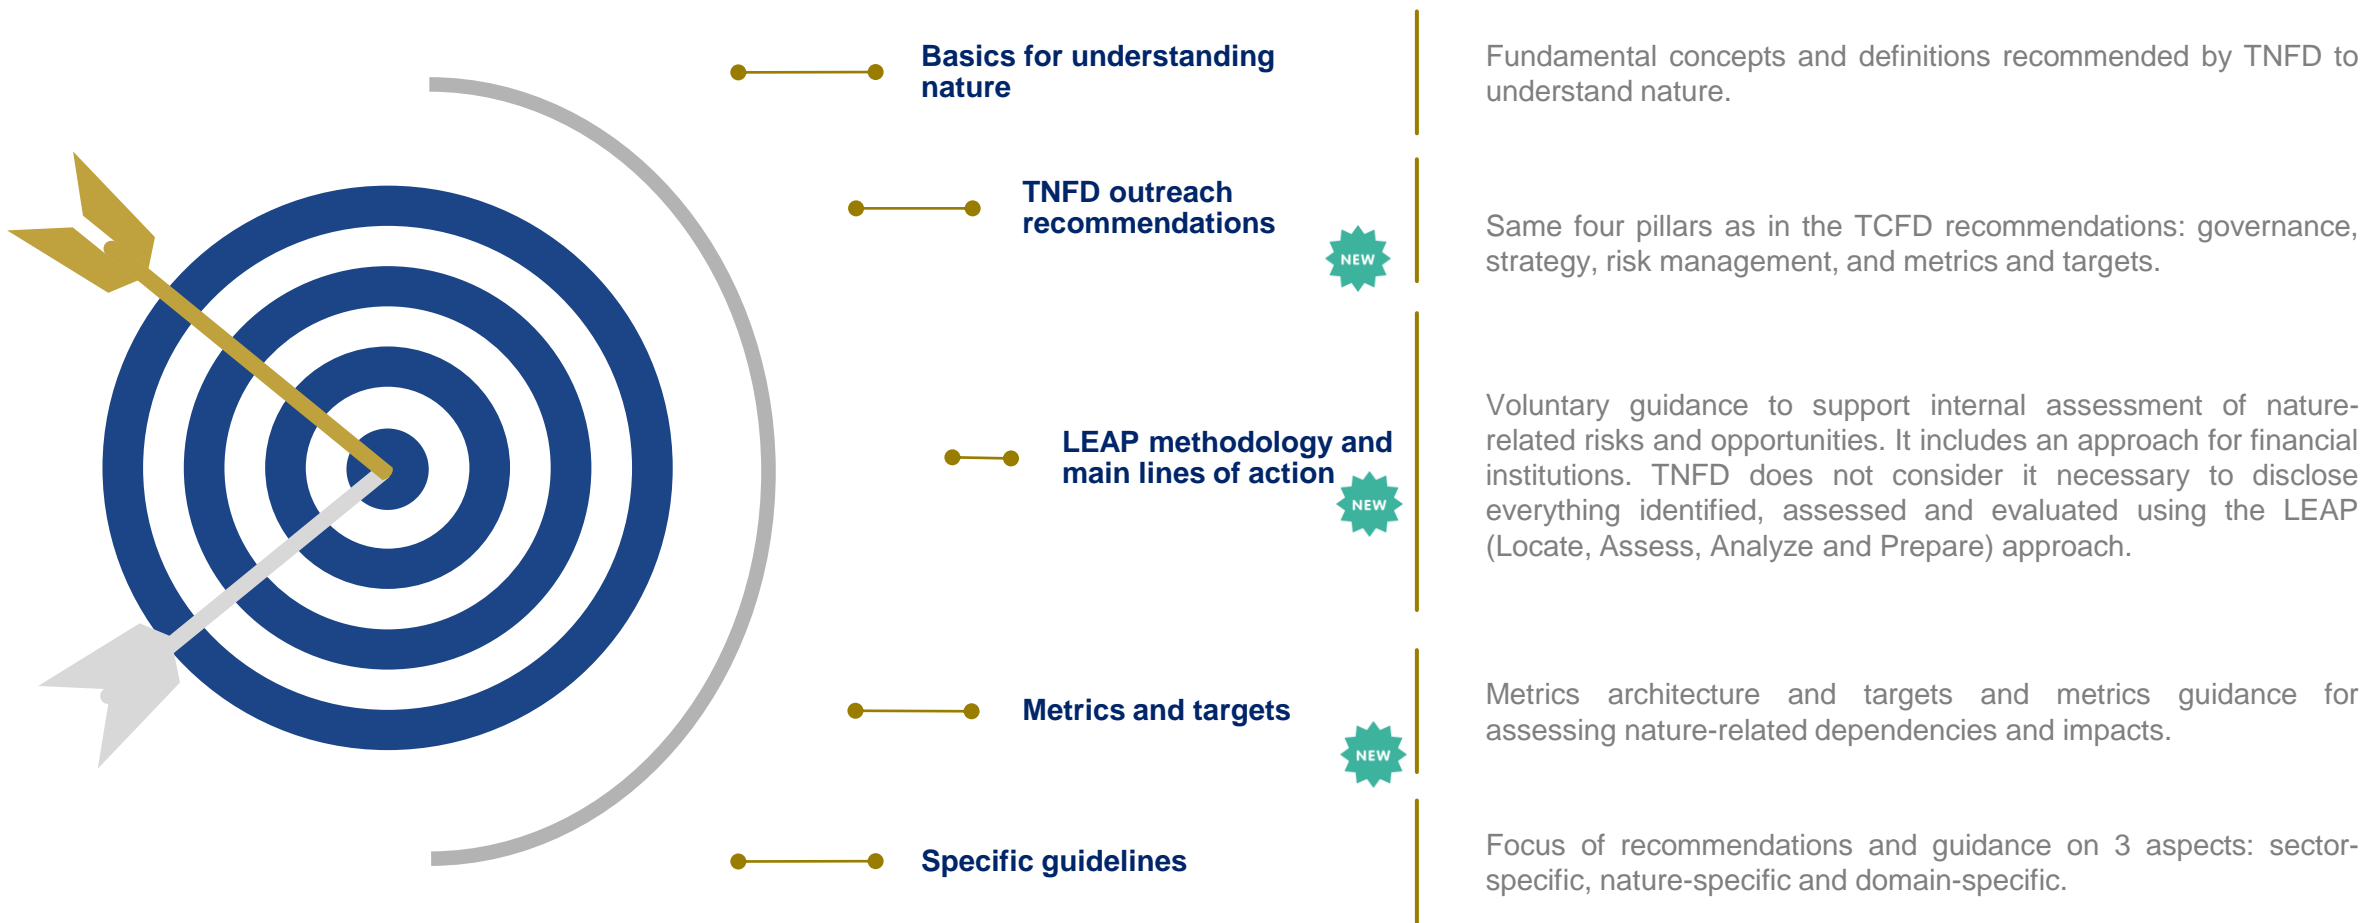 Basics for understanding
nature
Fundamental concepts and definitions recommended by TNFD to
understand nature.
TNFD outreach
recommendations
NEW
Same four pillars as in the TCFD recommendations: governance,
strategy, risk management, and metrics and targets.
LEAP methodology and
main lines of action
NEW
Voluntary guidance to support internal assessment of nature-
related risks and opportunities. It includes an approach for financial
institutions. TNFD does not consider it necessary to disclose
everything identified, assessed and evaluated using the LEAP
(Locate, Assess, Analyze and Prepare) approach.
Metrics and targets
NEW
Metrics architecture and targets and metrics guidance for
assessing nature-related dependencies and impacts.
Specific guidelines
Focus of recommendations and guidance on 3 aspects: sector-
specific, nature-specific and domain-specific.